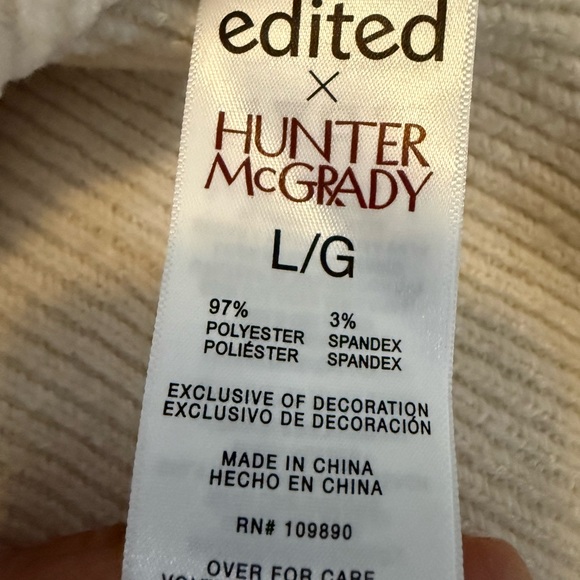 edited
×
HUNTER
McGRADY
L/G
97% 3%
POLYESTER SPANDEX
POLIÉSTER SPANDEX
EXCLUSIVE OF DECORATION
EXCLUSIVO DE DECORACIÓN
MADE IN CHINA
HECHO EN CHINA
RN# 109890
OVER FOR CARE